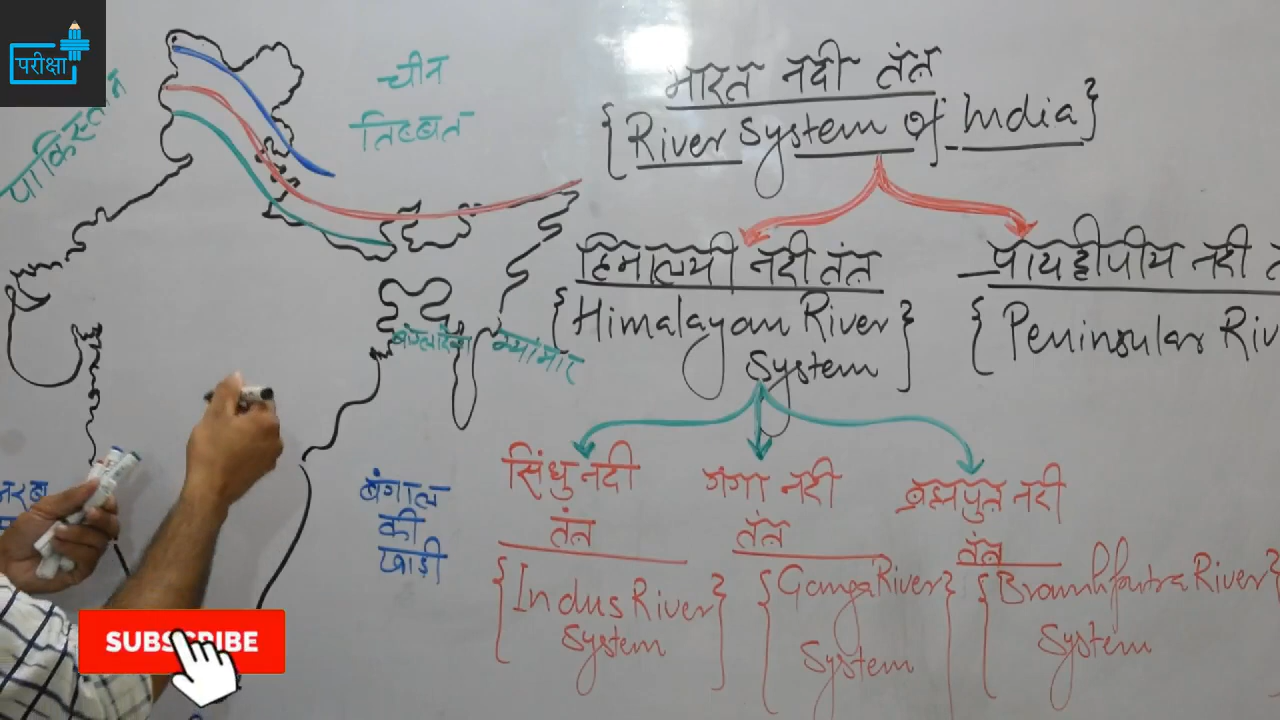 परीक्षा
पाकिस्तान
चीन
तिब्बत
भारत नदी तंत्र
{River System Of India}
हिमालयी नदी तंत्र
{Himalayan River
System}
प्रायद्वीपीय नदी
{Peninsular Riv
बंग्लादेश
म्यांमार
सिंधु नदी
तंत्र
{Indus River
System}
गंगा नदी
तंत्र
{Ganga River
System}
ब्रह्मपुत्र नदी
तंत्र
{Bramhfautra River}
System
बंगाल
की
खाड़ी
SUBSCRIBE